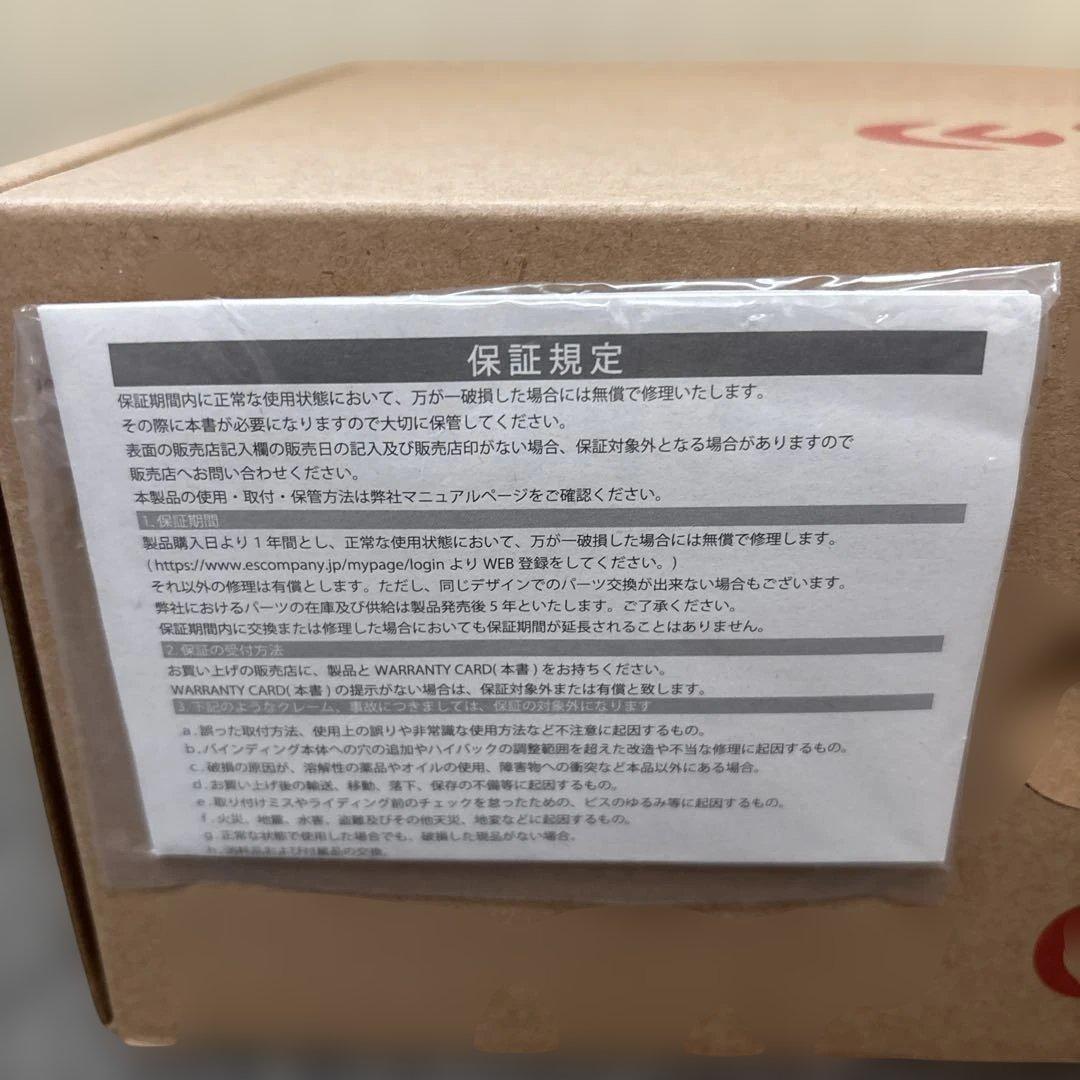 保証規定
保証期間内に正常な使用状態において、万が一破損した場合には無償で修理いたします。
その際に本書が必要になりますので大切に保管してください。
表面の販売店記入欄の販売日の記入及び販売店印がない場合、保証対象外となる場合がありますので
販売店へお問い合わせください。
本製品の使用・取付・保管方法は弊社マニュアルページをご確認ください。
1. 保証期間
製品購入日より 1 年間とし、正常な使用状態において、万が一破損した場合には無償で修理します。
(https://www.escompany.jp/mypage/login より WEB 登録をしてください。)
それ以外の修理は有償とします。ただし、同じデザインでのパーツ交換が出来ない場合もございます。
弊社におけるパーツの在庫及び供給は製品発売後 5 年といたします。ご了承ください。
保証期間内に交換または修理した場合においても保証期間が延長されることはありません。
2. 保証の受付方法
お買い上げの販売店に、製品と WARRANTY CARD( 本書 ) をお持ちください。
WARRANTY CARD( 本書 ) の提示がない場合は、保証対象外または有償と致します。
3. 下記のようなクレーム、事故につきましては、保証の対象外になります
a . 誤った取付方法、使用上の誤りや非常識な使用方法など不注意に起因するもの。
b . バインディング本体への穴の追加やハイバックの調整範囲を超えた改造や不当な修理に起因するもの。
c . 破損の原因が、溶解性の薬品やオイルの使用、障害物への衝突など本品以外にある場合。
d . お買い上げ後の輸送、移動、落下、保存の不備等に起因するもの。
e . 取り付けミスやライディング前のチェックを怠ったための、ビスのゆるみ等に起因するもの。
f . 火災、地震、水害、盗難及びその他天災、地変などに起因するもの。
g . 正常な状態で使用した場合でも、破損した現品がない場合。
h . 消耗品および付属品の交換。